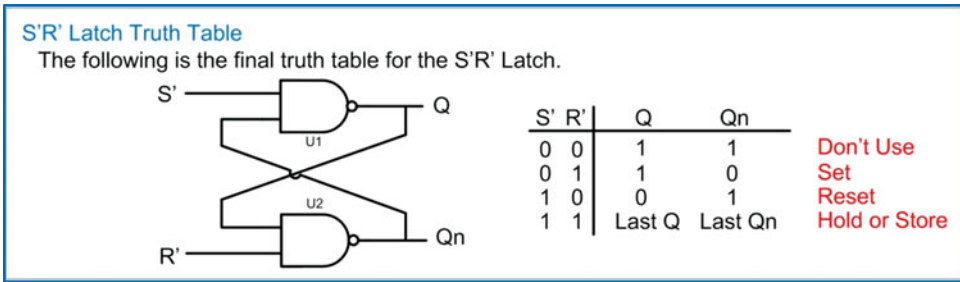 S'R' Latch Truth Table
The following is the final truth table for the S'R' Latch.
S'
Q
U1
U2
Qn
R'
S' R' Q Qn
0 0 1 1 Don't Use
0 1 1 0 Set
1 0 0 1 Reset
1 1 Last Q Last Qn Hold or Store